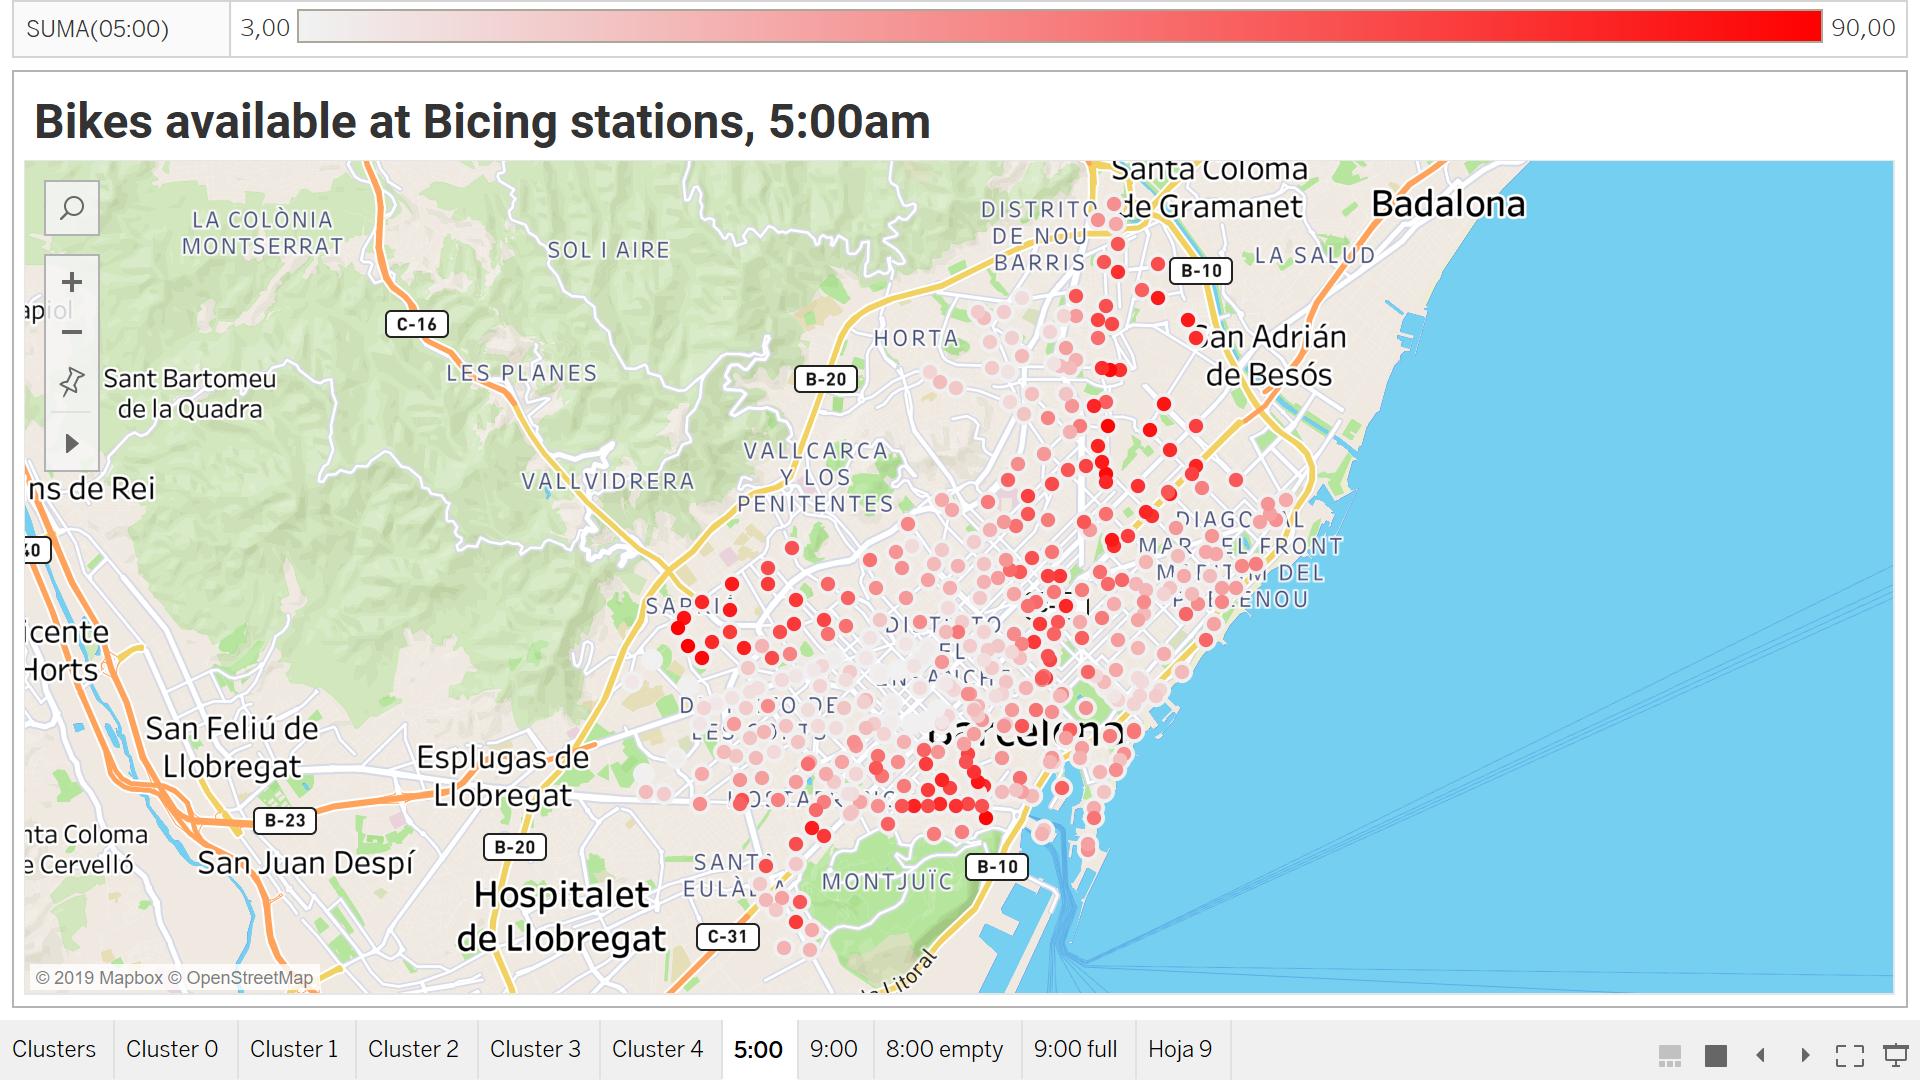 SUMA(05:00)
3,00
90,00
Bikes available at Bicing stations, 5:00am
Santa Coloma
de Gramanet
Badalona
LA COLÒNIA
MONTSERRAT
SOL I AIRE
DISTRITO
DE NOU
BARRIS
LA SALUD
B-10
C-16
HORTA
San Adrián
de Besós
LES PLANES
B-20
Sant Bartomeu
de la Quadra
VALLCARCA
Y LOS
PENITENTES
VALLVIDRERA
ns de Rei
40
DIAGONAL
MAR
EL FRONT
DEL
icente
Horts
San Feliú de
Llobregat
Esplugas de
Llobregat
Barcelona
B-23
nta Coloma
e Cervelló
San Juan Despí
B-20
SANTA
EULÀLIA
MONTJUÏC
B-10
Hospitalet
de Llobregat
C-31
Litoral
© 2019 Mapbox © OpenStreetMap
Clusters
Cluster 0
Cluster 1
Cluster 2
Cluster 3
Cluster 4
5:00
9:00
8:00 empty
9:00 full
Hoja 9